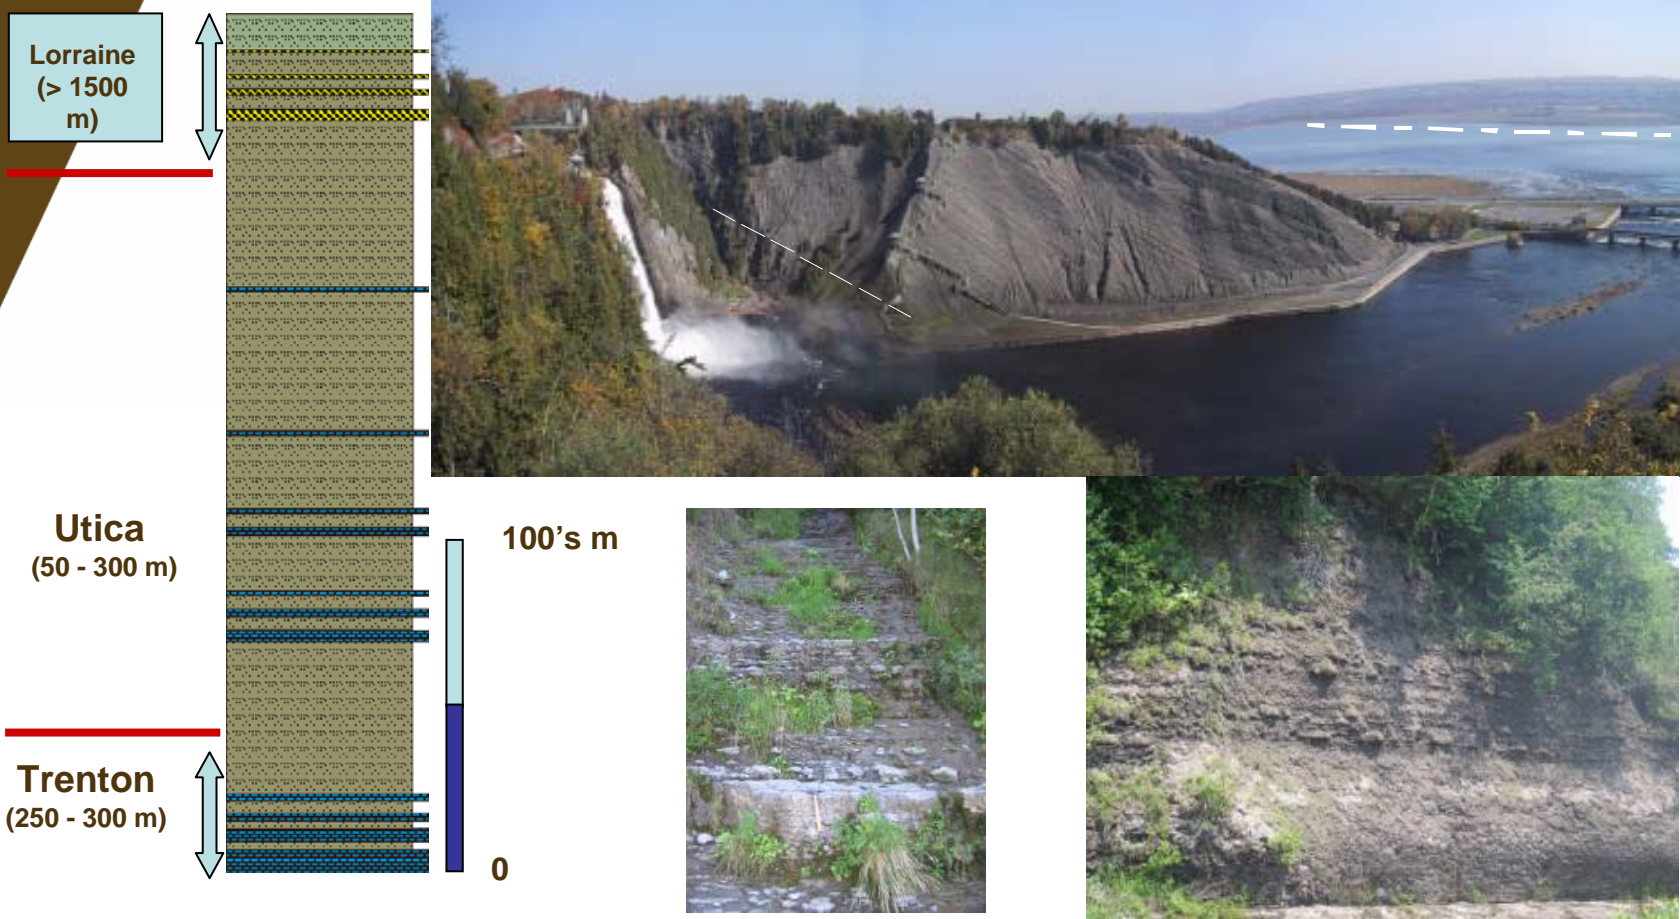 Lorraine
(> 1500
m)
Utica
(50 - 300 m)
100's m
Trenton
(250 - 300 m)
0